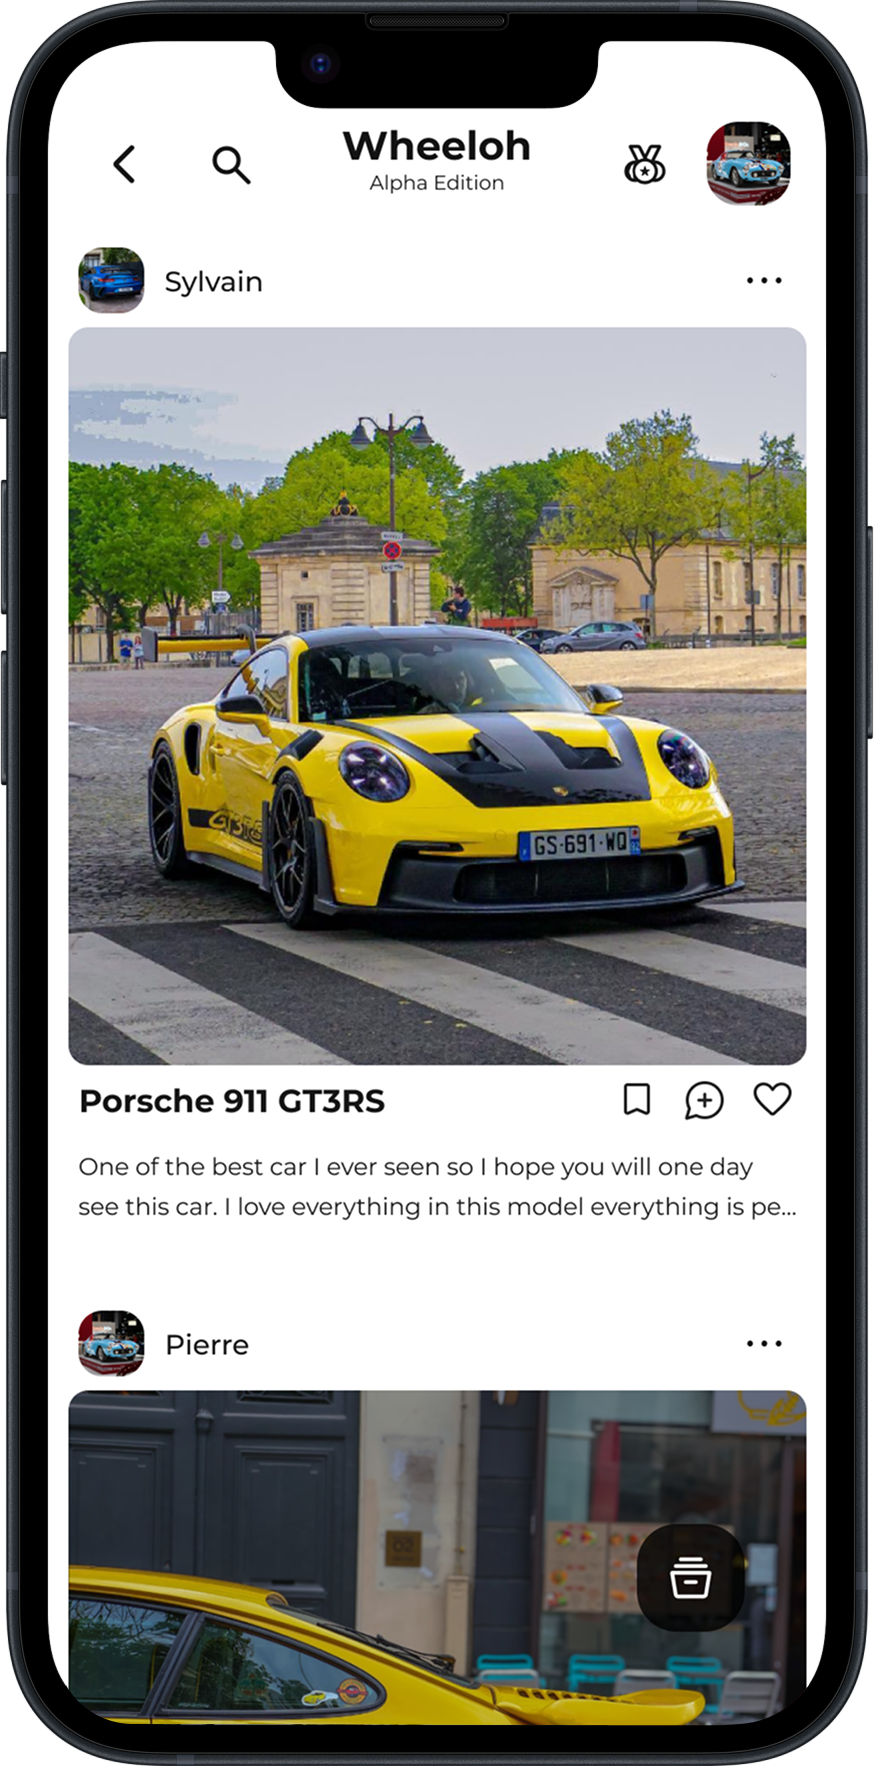 Wheeloh
Alpha Edition
Sylvain
GT3RS
GS-691-WQ
Porsche 911 GT3RS
One of the best car I ever seen so I hope you will one day
see this car. I love everything in this model everything is pe...
Pierre